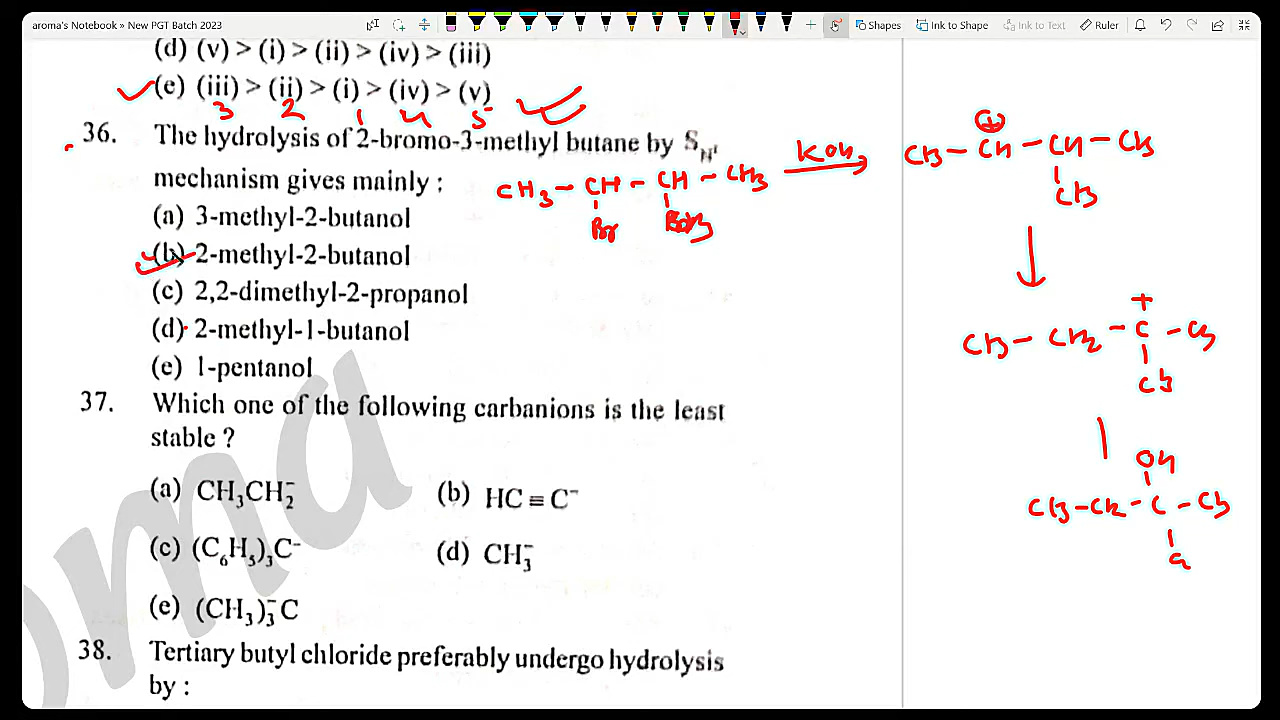 aroma's Notebook » New PGT Batch 2023
Shapes
Ink to Shape
Ink to Text
Ruler
(d) (v) > (i) > (ii) > (iv) > (iii)
(e) (iii) > (ii) > (i) > (iv) > (v)
3 2 1 4 5
36. The hydrolysis of 2-bromo-3-methyl butane by S_N¹
mechanism gives mainly :
(a) 3-methyl-2-butanol
(b) 2-methyl-2-butanol
(c) 2,2-dimethyl-2-propanol
(d) 2-methyl-1-butanol
(e) 1-pentanol
CH3 – CH – CH – CH3
Br
KOH
⊕
CH3 – CH – CH – CH3
CH3
+
CH3 – CH2 – C – CH3
CH3
OH
CH3 – CH2 – C – CH3
37. Which one of the following carbanions is the least
stable ?
(a) CH₃CH₂⁻ (b) HC ≡ C⁻
(c) (C₆H₅)₃C⁻ (d) CH₃⁻
(e) (CH₃)₃⁻C
38. Tertiary butyl chloride preferably undergo hydrolysis
by :